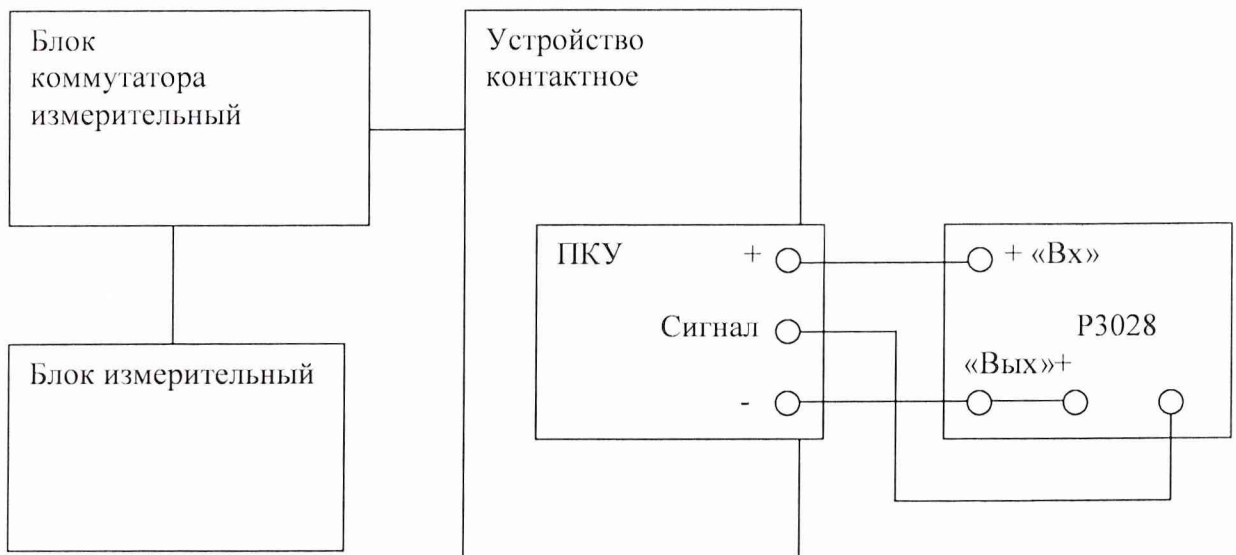 Блок
коммутатора
измерительный
Устройство
контактное
ПКУ +
+ «Вх»
Сигнал
Р3028
«Вых»+
-
Блок измерительный